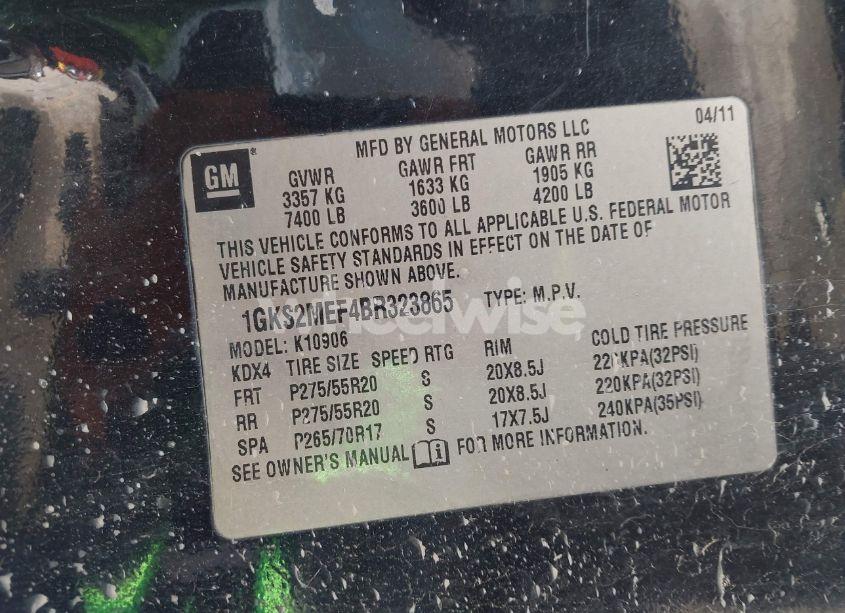 MFD BY GENERAL MOTORS LLC 04/11
GM GVWR GAWR FRT GAWR RR
3357 KG 1633 KG 1905 KG
7400 LB 3600 LB 4200 LB
THIS VEHICLE CONFORMS TO ALL APPLICABLE U.S. FEDERAL MOTOR
VEHICLE SAFETY STANDARDS IN EFFECT ON THE DATE OF
MANUFACTURE SHOWN ABOVE.
1GKS2MEF4BR323865 TYPE: M.P.V.
MODEL: K10906
KDX4 TIRE SIZE SPEED RTG RIM COLD TIRE PRESSURE
FRT P275/55R20 S 20X8.5J 220KPA(32PSI)
RR P275/55R20 S 20X8.5J 220KPA(32PSI)
SPA P265/70R17 S 17X7.5J 240KPA(35PSI)
SEE OWNER'S MANUAL FOR MORE INFORMATION.